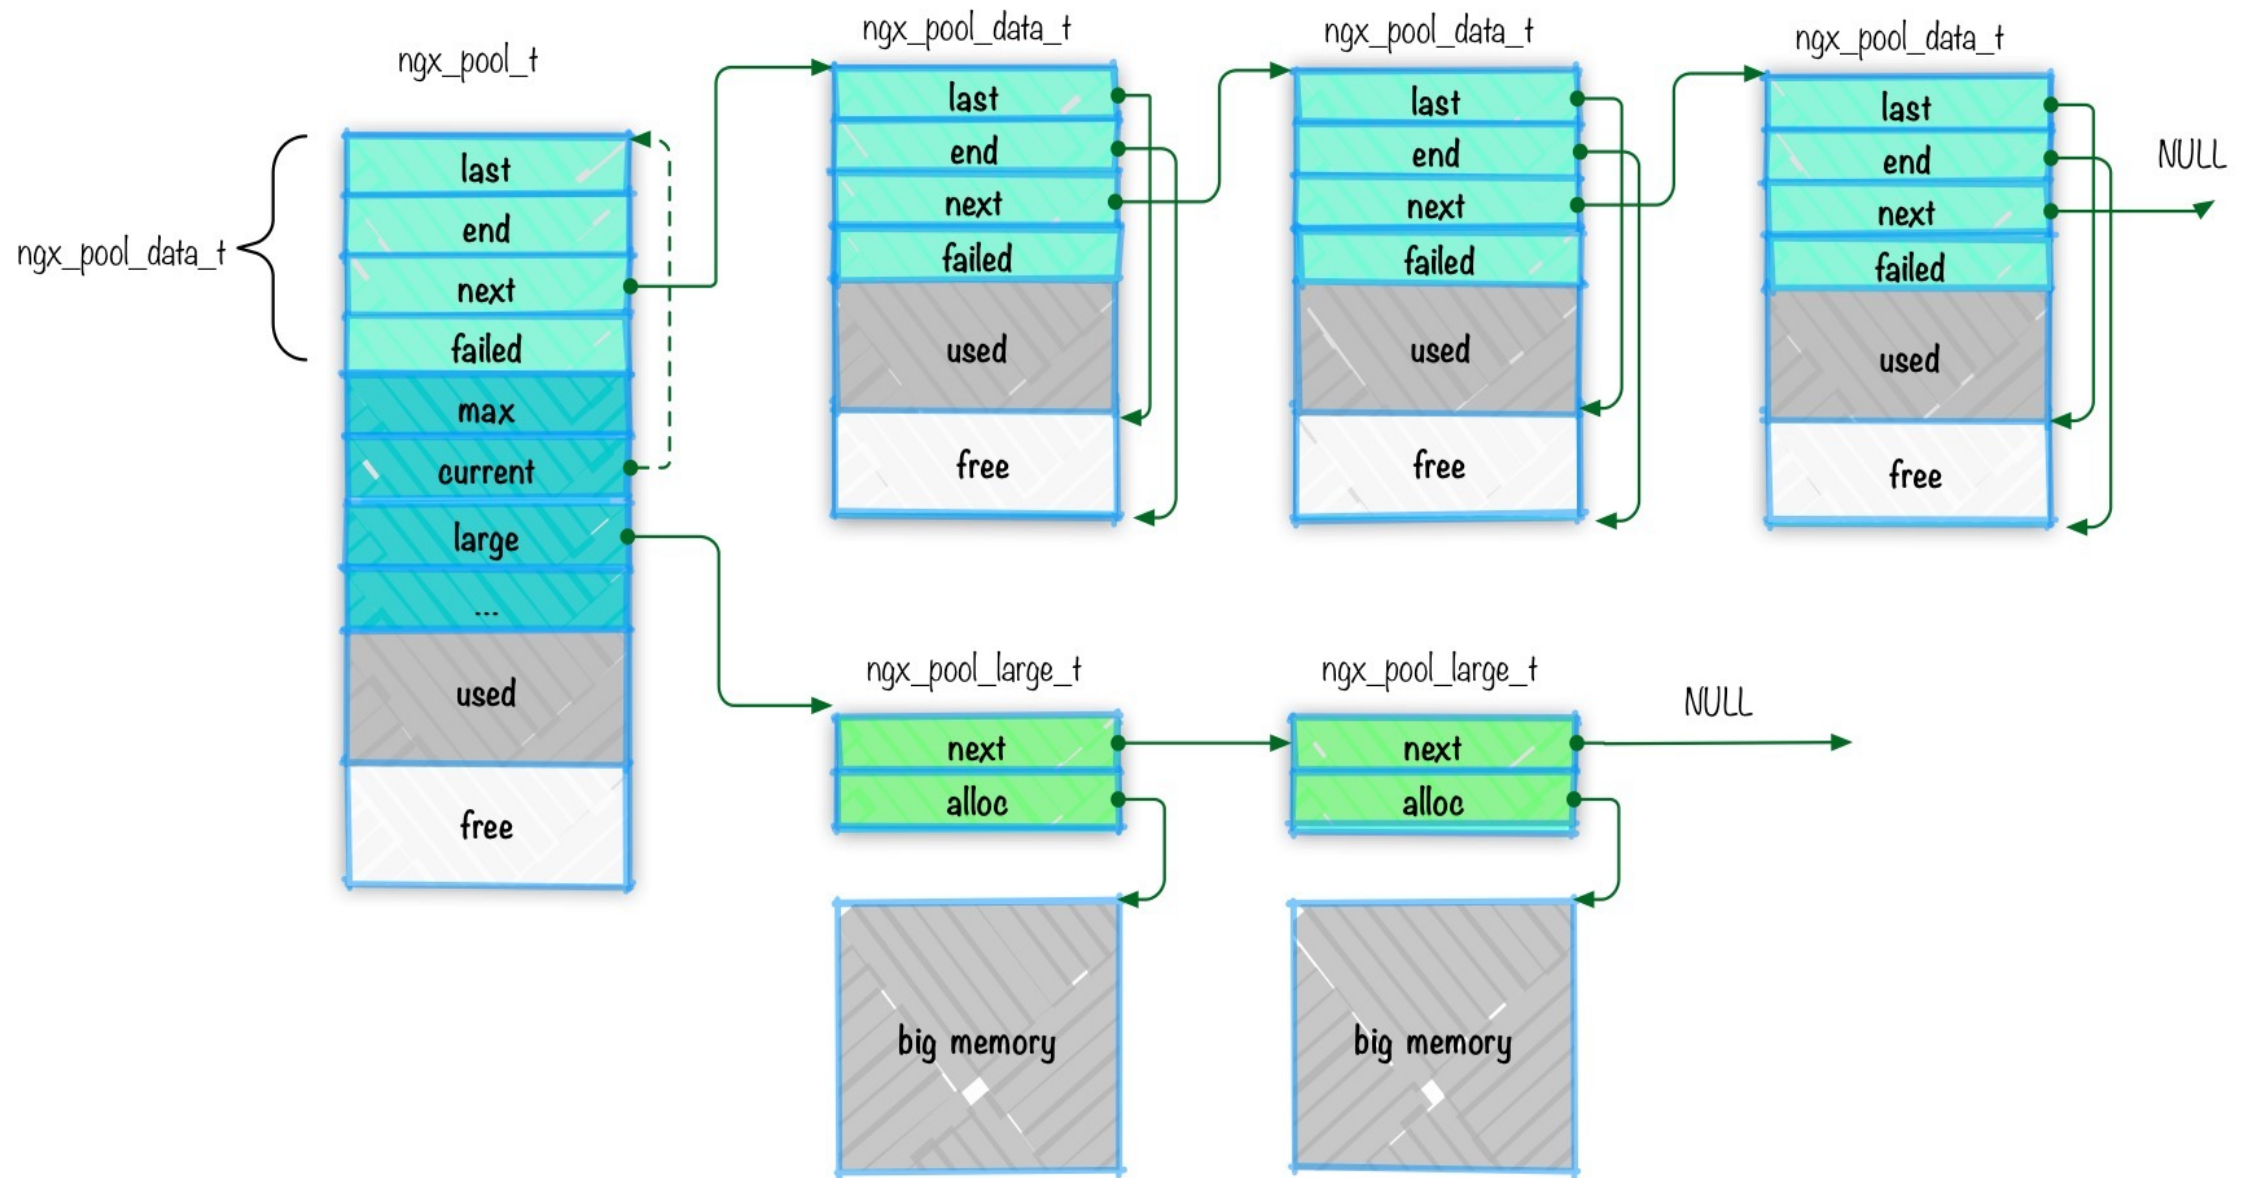 ngx_pool_t
ngx_pool_data_t
last
end
next
failed
max
current
large
...
used
free
ngx_pool_data_t
last
end
next
failed
used
free
ngx_pool_data_t
last
end
next
failed
used
free
ngx_pool_data_t
last
end
next
failed
used
free
NULL
ngx_pool_large_t
next
alloc
big memory
ngx_pool_large_t
next
alloc
big memory
NULL